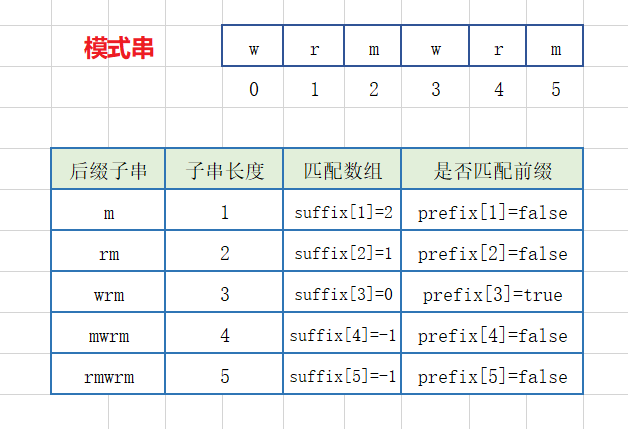 模式串 w r m w r m
0 1 2 3 4 5
后缀子串 子串长度 匹配数组 是否匹配前缀
m 1 suffix[1]=2 prefix[1]=false
rm 2 suffix[2]=1 prefix[2]=false
wrm 3 suffix[3]=0 prefix[3]=true
mwrm 4 suffix[4]=-1 prefix[4]=false
rmwrm 5 suffix[5]=-1 prefix[5]=false